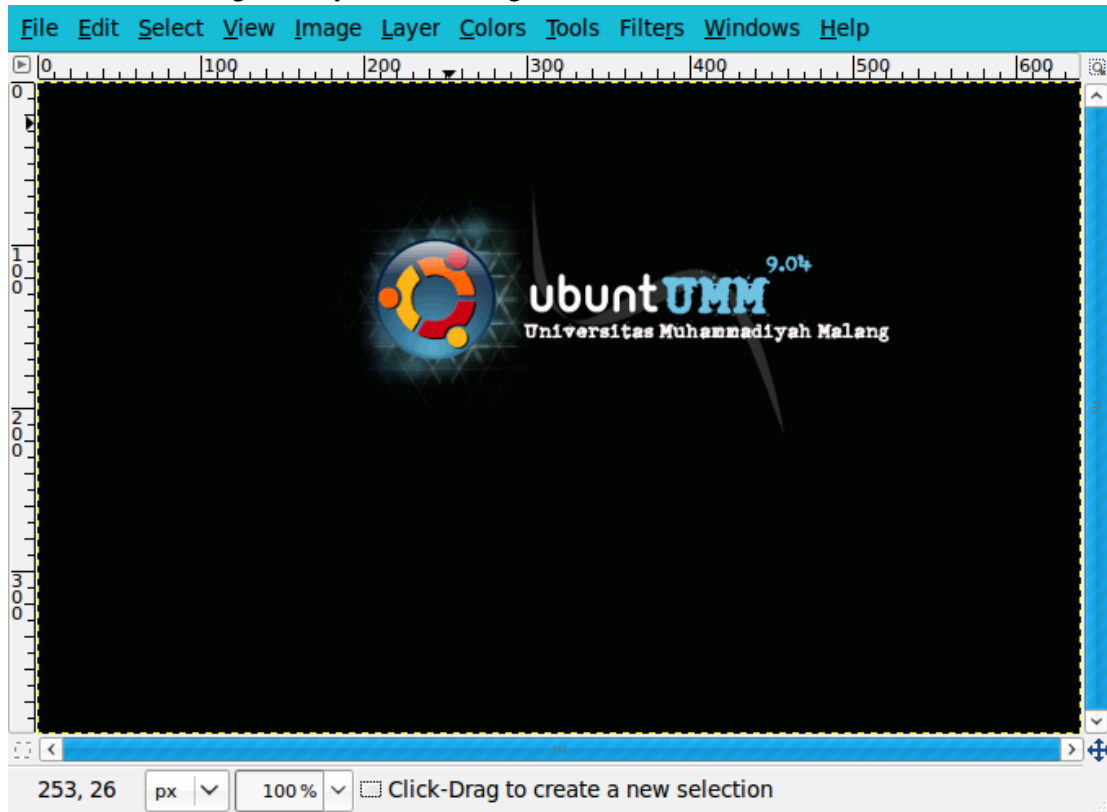 File Edit Select View Image Layer Colors Tools Filters Windows Help
0 100 200 300 400 500 600
0
100
200
300
9.04
ubuntUMM
Universitas Muhammadiyah Malang
253, 26 px 100 % Click-Drag to create a new selection